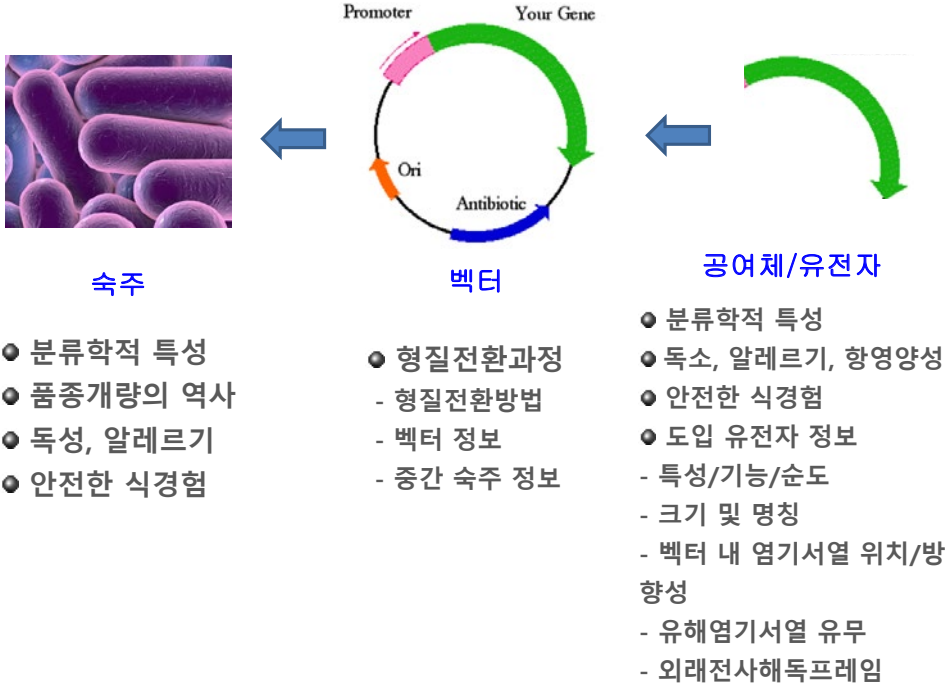 Promoter
Your Gene
Ori
Antibiotic
숙주
분류학적 특성
품종개량의 역사
독성, 알레르기
안전한 식경험
벡터
형질전환과정
- 형질전환방법
- 벡터 정보
- 중간 숙주 정보
공여체/유전자
분류학적 특성
독소, 알레르기, 항영양성
안전한 식경험
도입 유전자 정보
- 특성/기능/순도
- 크기 및 명칭
- 벡터 내 염기서열 위치/방
향성
- 유해염기서열 유무
- 외래전사해독프레임